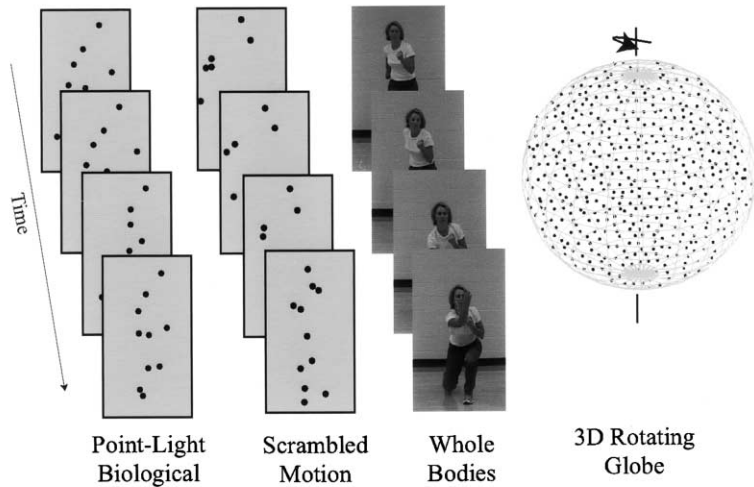 Time
Point-Light
Biological
Scrambled
Motion
Whole
Bodies
3D Rotating
Globe